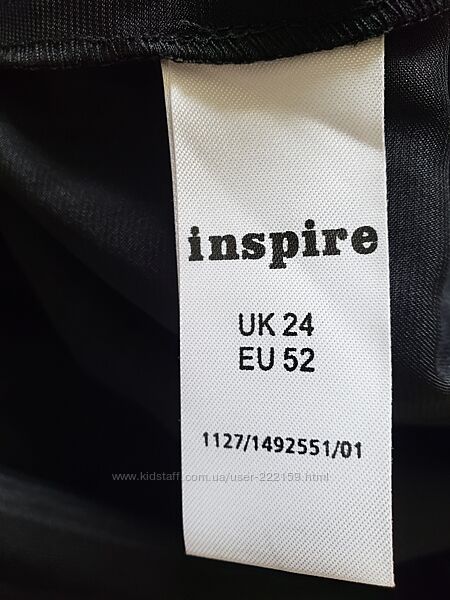 inspire
UK 24
EU 52
1127/1492551/01
www.kidstaff.com.ua/user-222159.html